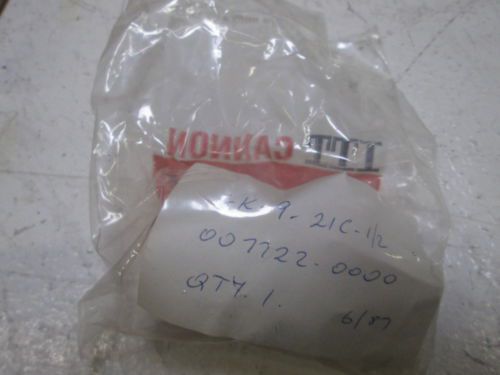 ITT
CANNON
-K-9-21C-1/2
007722-0000
QTY. 1.
6/87